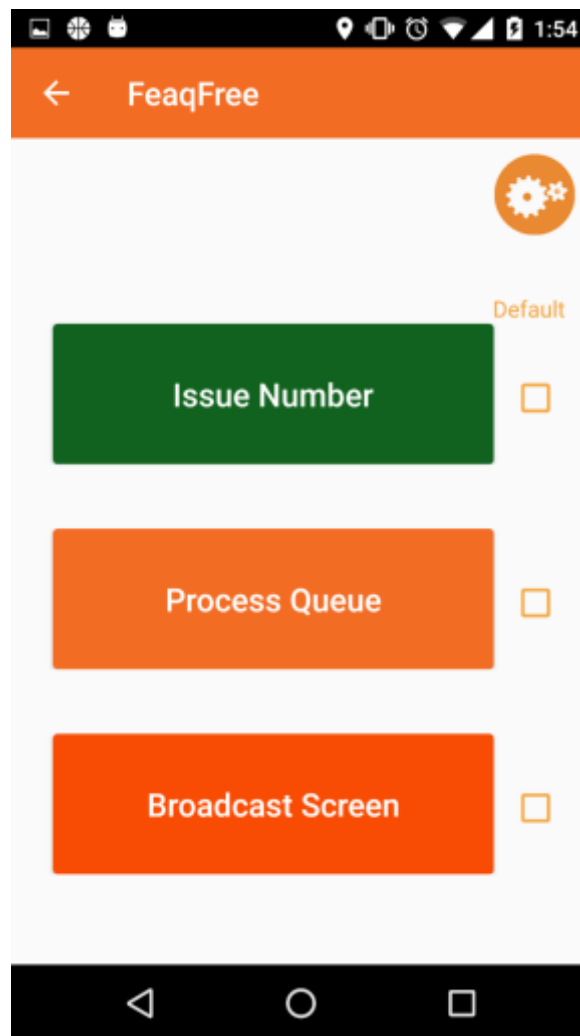 1:54
FeaqFree
Default
Issue Number
Process Queue
Broadcast Screen